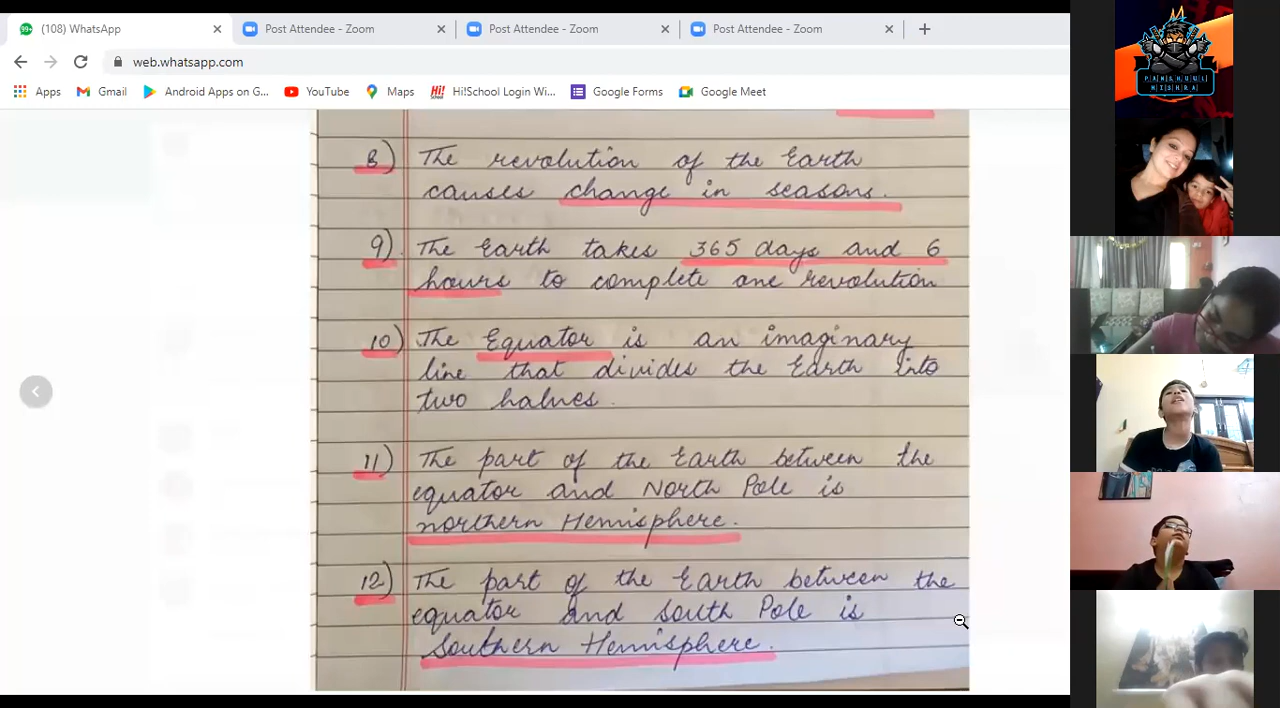 (108) WhatsApp
Post Attendee - Zoom
Post Attendee - Zoom
Post Attendee - Zoom
web.whatsapp.com
Apps
Gmail
Android Apps on G...
YouTube
Maps
Hi!School Login Wi...
Google Forms
Google Meet
PANSHUUL
MISHRA
8) The revolution of the Earth
causes change in seasons.
9) The Earth takes 365 days and 6
hours to complete one revolution
10) The Equator is an imaginary
line that divides the Earth into
two halves.
11) The part of the Earth between the
equator and North Pole is
northern Hemisphere.
12) The part of the Earth between the
equator and South Pole is
Southern Hemisphere.